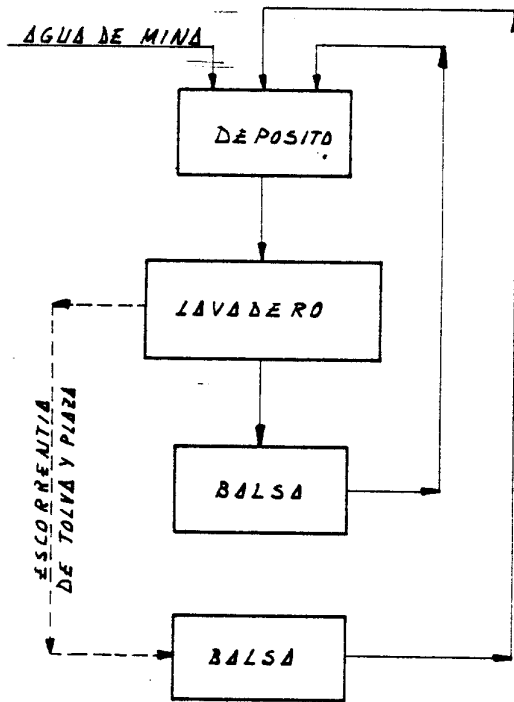 AGUA DE MINA
DEPOSITO
LAVADERO
ESCORRENTIA
DE TOLVA Y PLAZA
BALSA
BALSA